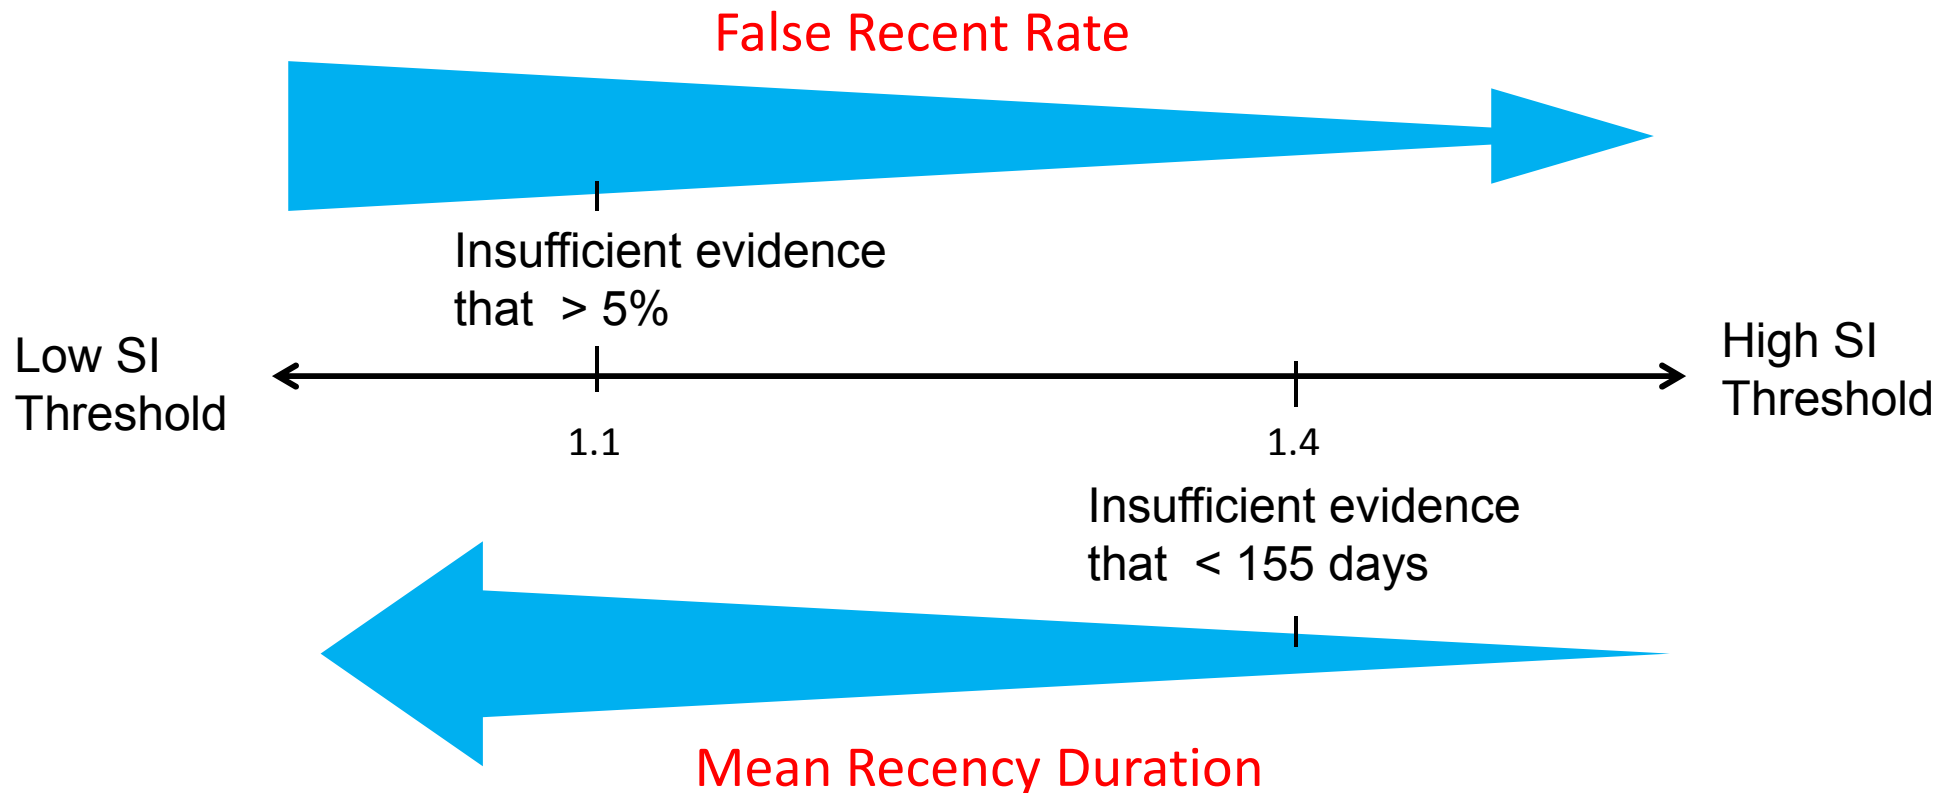 False Recent Rate
Insufficient evidence
that  > 5%
Low SI
Threshold
High SI
Threshold
1.1
1.4
Insufficient evidence
that  < 155 days
Mean Recency Duration